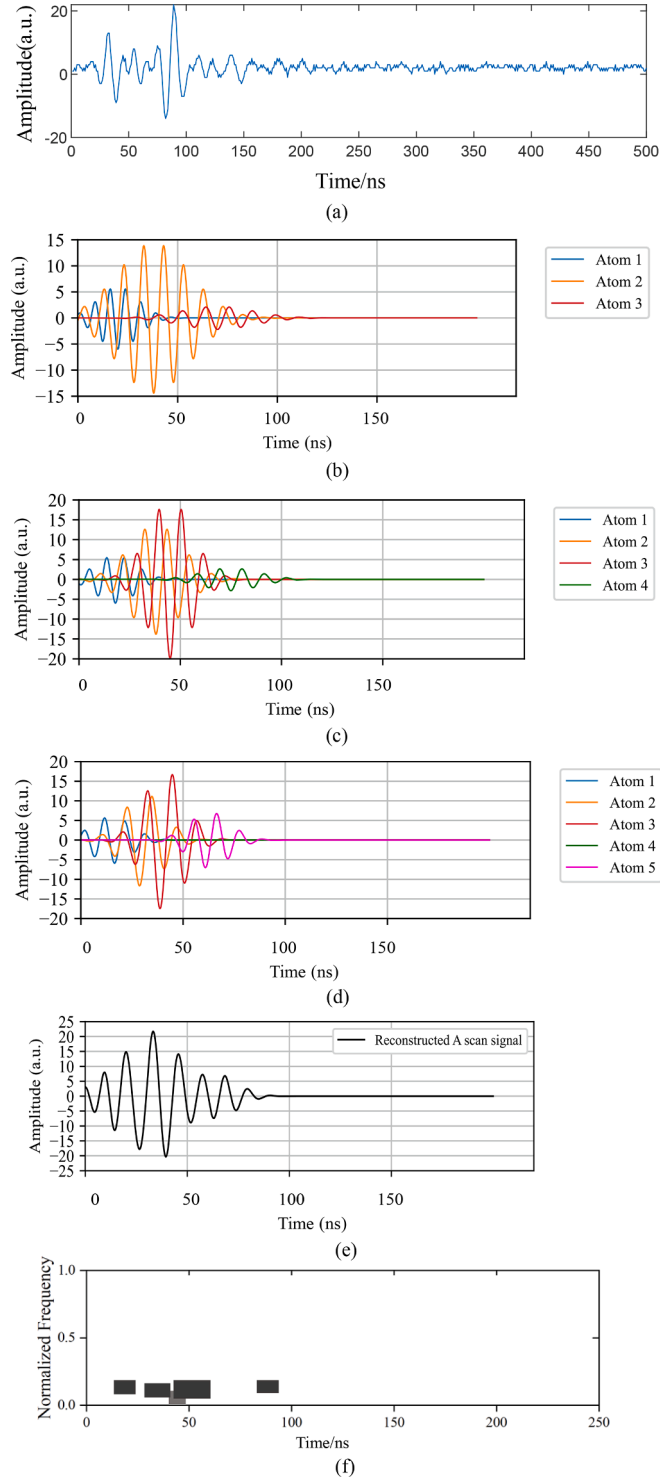 20
0
-20
Amplitude(a.u.)
0 50 100 150 200 250 300 350 400 450 500
Time/ns
(a)
15
10
5
0
−5
−10
−15
Amplitude (a.u.)
0 50 100 150
Time (ns)
Atom 1
Atom 2
Atom 3
(b)
20
15
10
5
0
−5
−10
−15
−20
Amplitude (a.u.)
0 50 100 150
Time (ns)
Atom 1
Atom 2
Atom 3
Atom 4
(c)
20
15
10
5
0
−5
−10
−15
−20
Amplitude (a.u.)
0 50 100 150
Time (ns)
Atom 1
Atom 2
Atom 3
Atom 4
Atom 5
(d)
25
20
15
10
5
0
−5
−10
−15
−20
−25
Amplitude (a.u.)
Reconstructed A scan signal
0 50 100 150
Time (ns)
(e)
1.0
0.5
0.0
Normalized Frequency
0 50 100 150 200 250
Time/ns
(f)